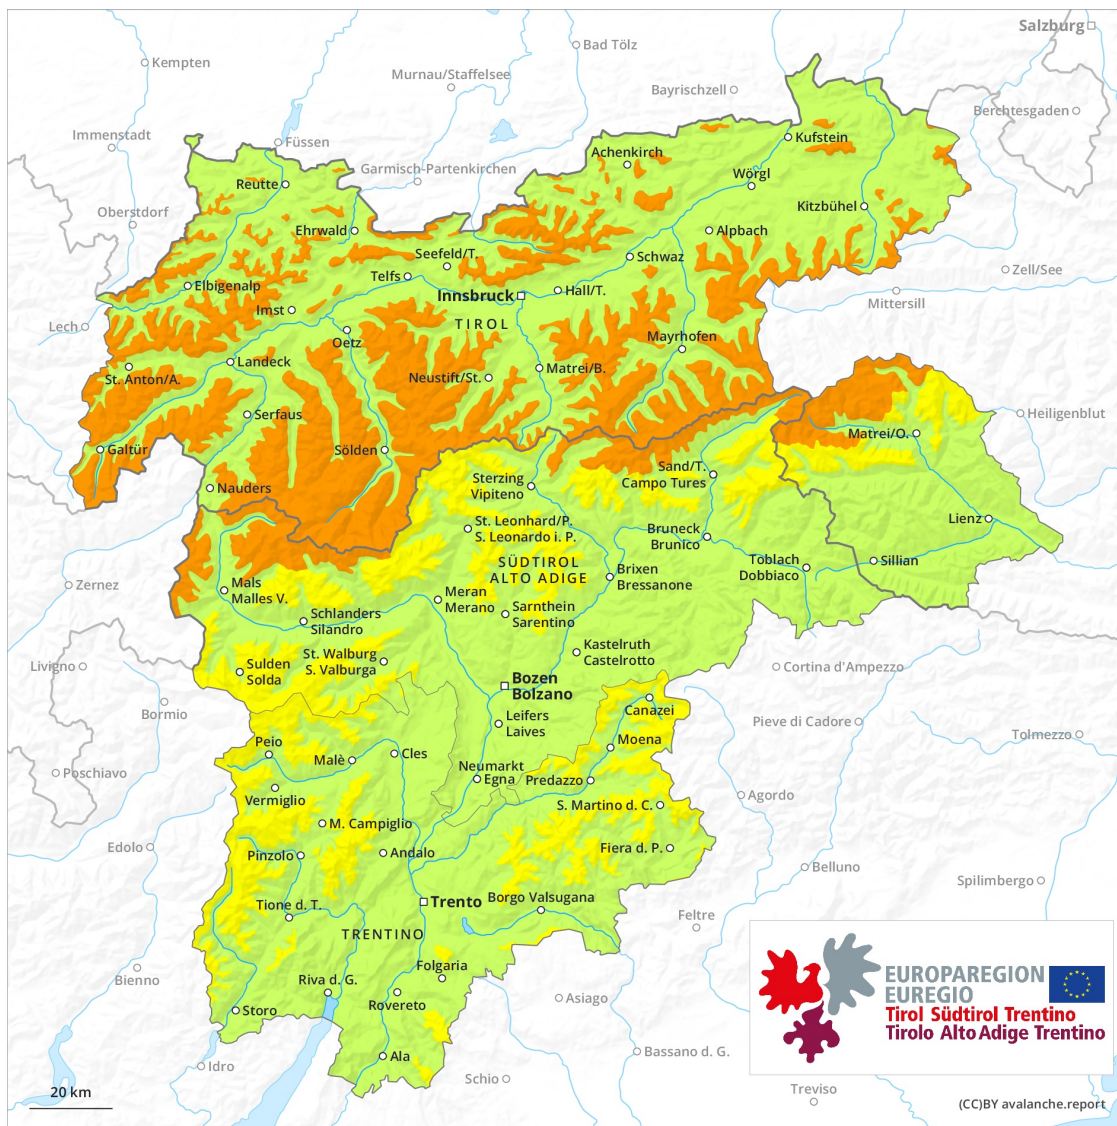 Salzburg
Kempten
Bad Tölz
Murnau/Staffelsee
Bayrischzell
Berchtesgaden
Immenstadt
Füssen
Kufstein
Achenkirch
Garmisch-Partenkirchen
Wörgl
Reutte
Oberstdorf
Kitzbühel
Ehrwald
Alpbach
Seefeld/T.
Schwaz
Telfs
Zell/See
Elbigenalp
Hall/T.
Innsbruck
Mittersill
Imst
TIROL
Lech
Oetz
Mayrhofen
Landeck
Matrei/B.
St. Anton/A.
Neustift/St.
Serfaus
Heiligenblut
Matrei/O.
Galtür
Sölden
Sand/T.
Campo Tures
Sterzing
Vipiteno
Nauders
Lienz
St. Leonhard/P.
S. Leonardo i. P.
Bruneck
Brunico
SÜDTIROL
ALTO ADIGE
Toblach
Dobbiaco
Sillian
Brixen
Bressanone
Zernez
Mals
Malles V.
Meran
Merano
Sarnthein
Sarentino
Schlanders
Silandro
Kastelruth
Castelrotto
St. Walburg
S. Valburga
Livigno
Sulden
Solda
Cortina d'Ampezzo
Bozen
Bolzano
Bormio
Canazei
Leifers
Laives
Pieve di Cadore
Tolmezzo
Moena
Peio
Cles
Malè
Poschiavo
Neumarkt
Egna
Predazzo
Vermiglio
Agordo
S. Martino d. C.
M. Campiglio
Edolo
Pinzolo
Andalo
Fiera d. P.
Belluno
Spilimbergo
Borgo Valsugana
Trento
Tione d. T.
Feltre
TRENTINO
Folgaria
Bienno
Riva d. G.
Rovereto
Asiago
Storo
EUROPAREGION
EUREGIO
Tirol Südtirol Trentino
Tirolo Alto Adige Trentino
Ala
Bassano d. G.
Idro
Schio
Treviso
20 km
(CC)BY avalanche.report